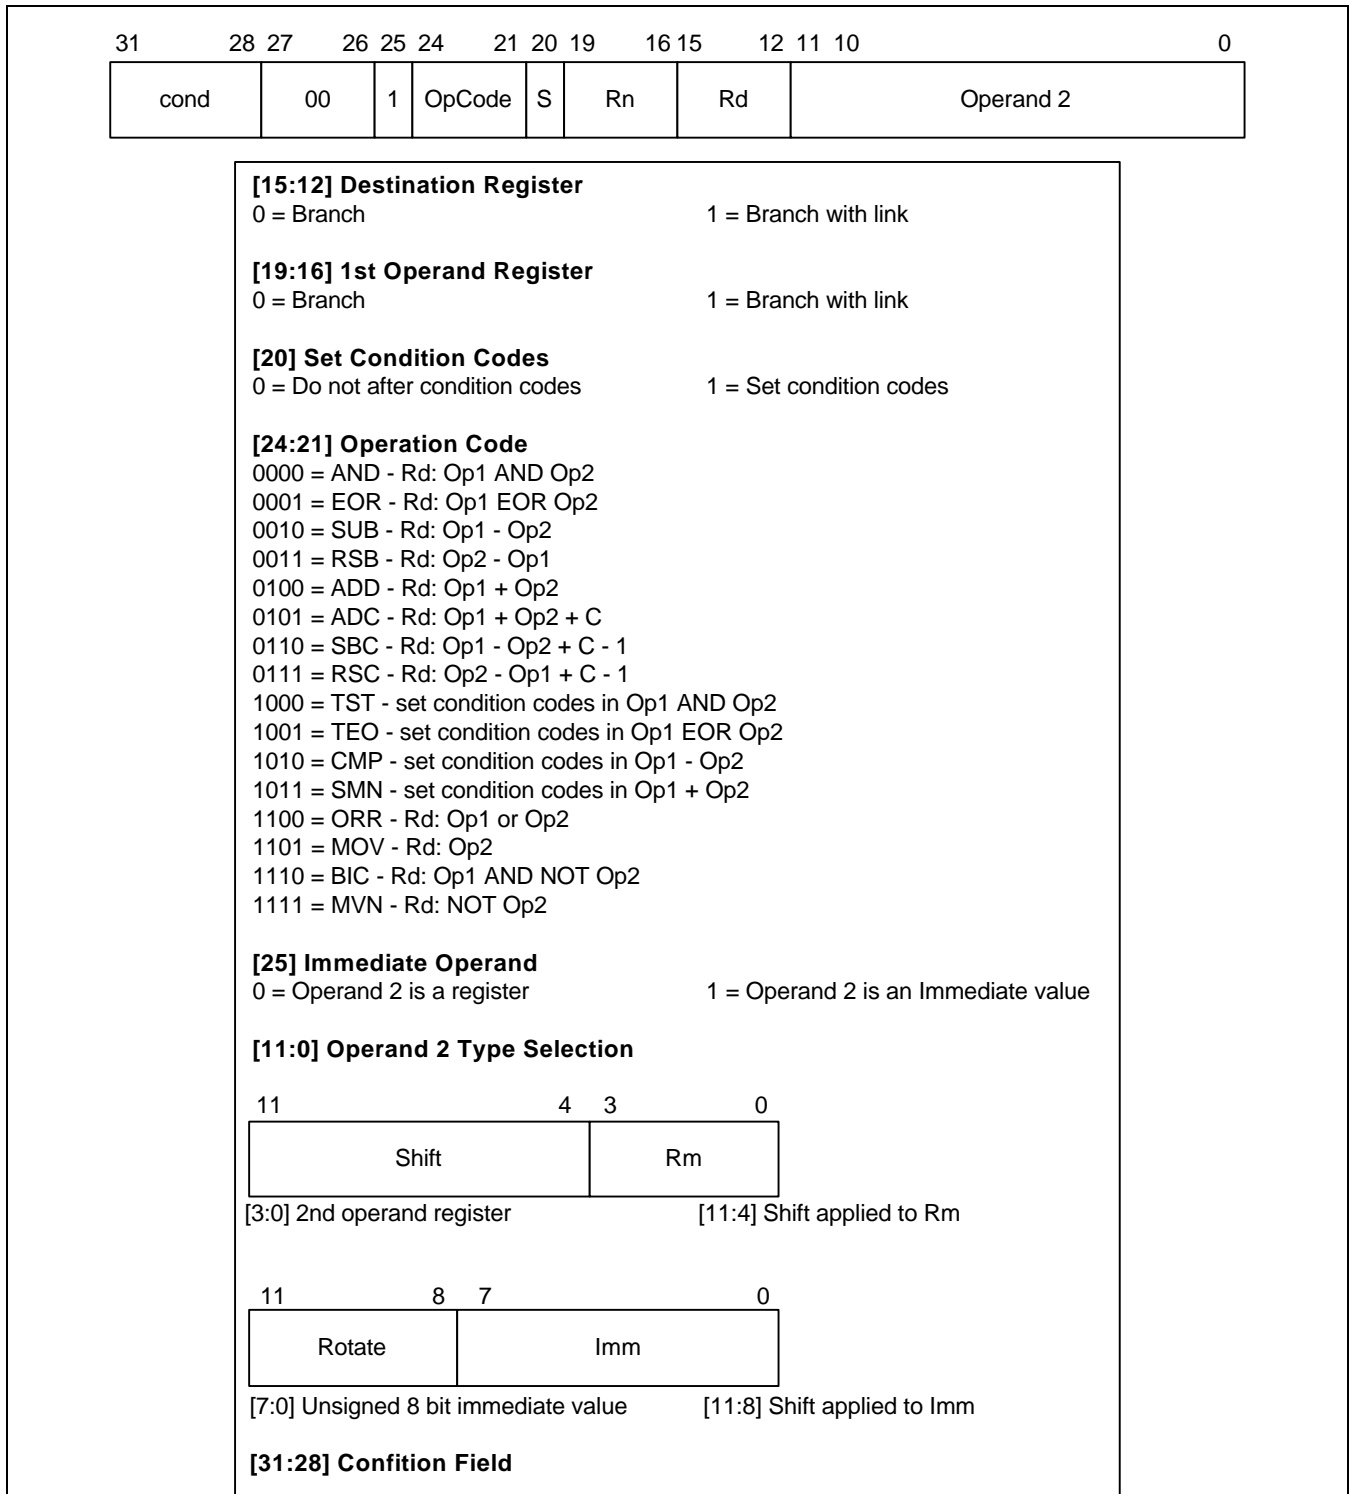 31 28 27 26 25 24 21 20 19 16 15 12 11 10 0
cond 00 1 OpCode S Rn Rd Operand 2
[15:12] Destination Register
0 = Branch 1 = Branch with link
[19:16] 1st Operand Register
0 = Branch 1 = Branch with link
[20] Set Condition Codes
0 = Do not after condition codes 1 = Set condition codes
[24:21] Operation Code
0000 = AND - Rd: Op1 AND Op2
0001 = EOR - Rd: Op1 EOR Op2
0010 = SUB - Rd: Op1 - Op2
0011 = RSB - Rd: Op2 - Op1
0100 = ADD - Rd: Op1 + Op2
0101 = ADC - Rd: Op1 + Op2 + C
0110 = SBC - Rd: Op1 - Op2 + C - 1
0111 = RSC - Rd: Op2 - Op1 + C - 1
1000 = TST - set condition codes in Op1 AND Op2
1001 = TEO - set condition codes in Op1 EOR Op2
1010 = CMP - set condition codes in Op1 - Op2
1011 = SMN - set condition codes in Op1 + Op2
1100 = ORR - Rd: Op1 or Op2
1101 = MOV - Rd: Op2
1110 = BIC - Rd: Op1 AND NOT Op2
1111 = MVN - Rd: NOT Op2
[25] Immediate Operand
0 = Operand 2 is a register 1 = Operand 2 is an Immediate value
[11:0] Operand 2 Type Selection
11 4 3 0
Shift Rm
[3:0] 2nd operand register [11:4] Shift applied to Rm
11 8 7 0
Rotate Imm
[7:0] Unsigned 8 bit immediate value [11:8] Shift applied to Imm
[31:28] Confition Field